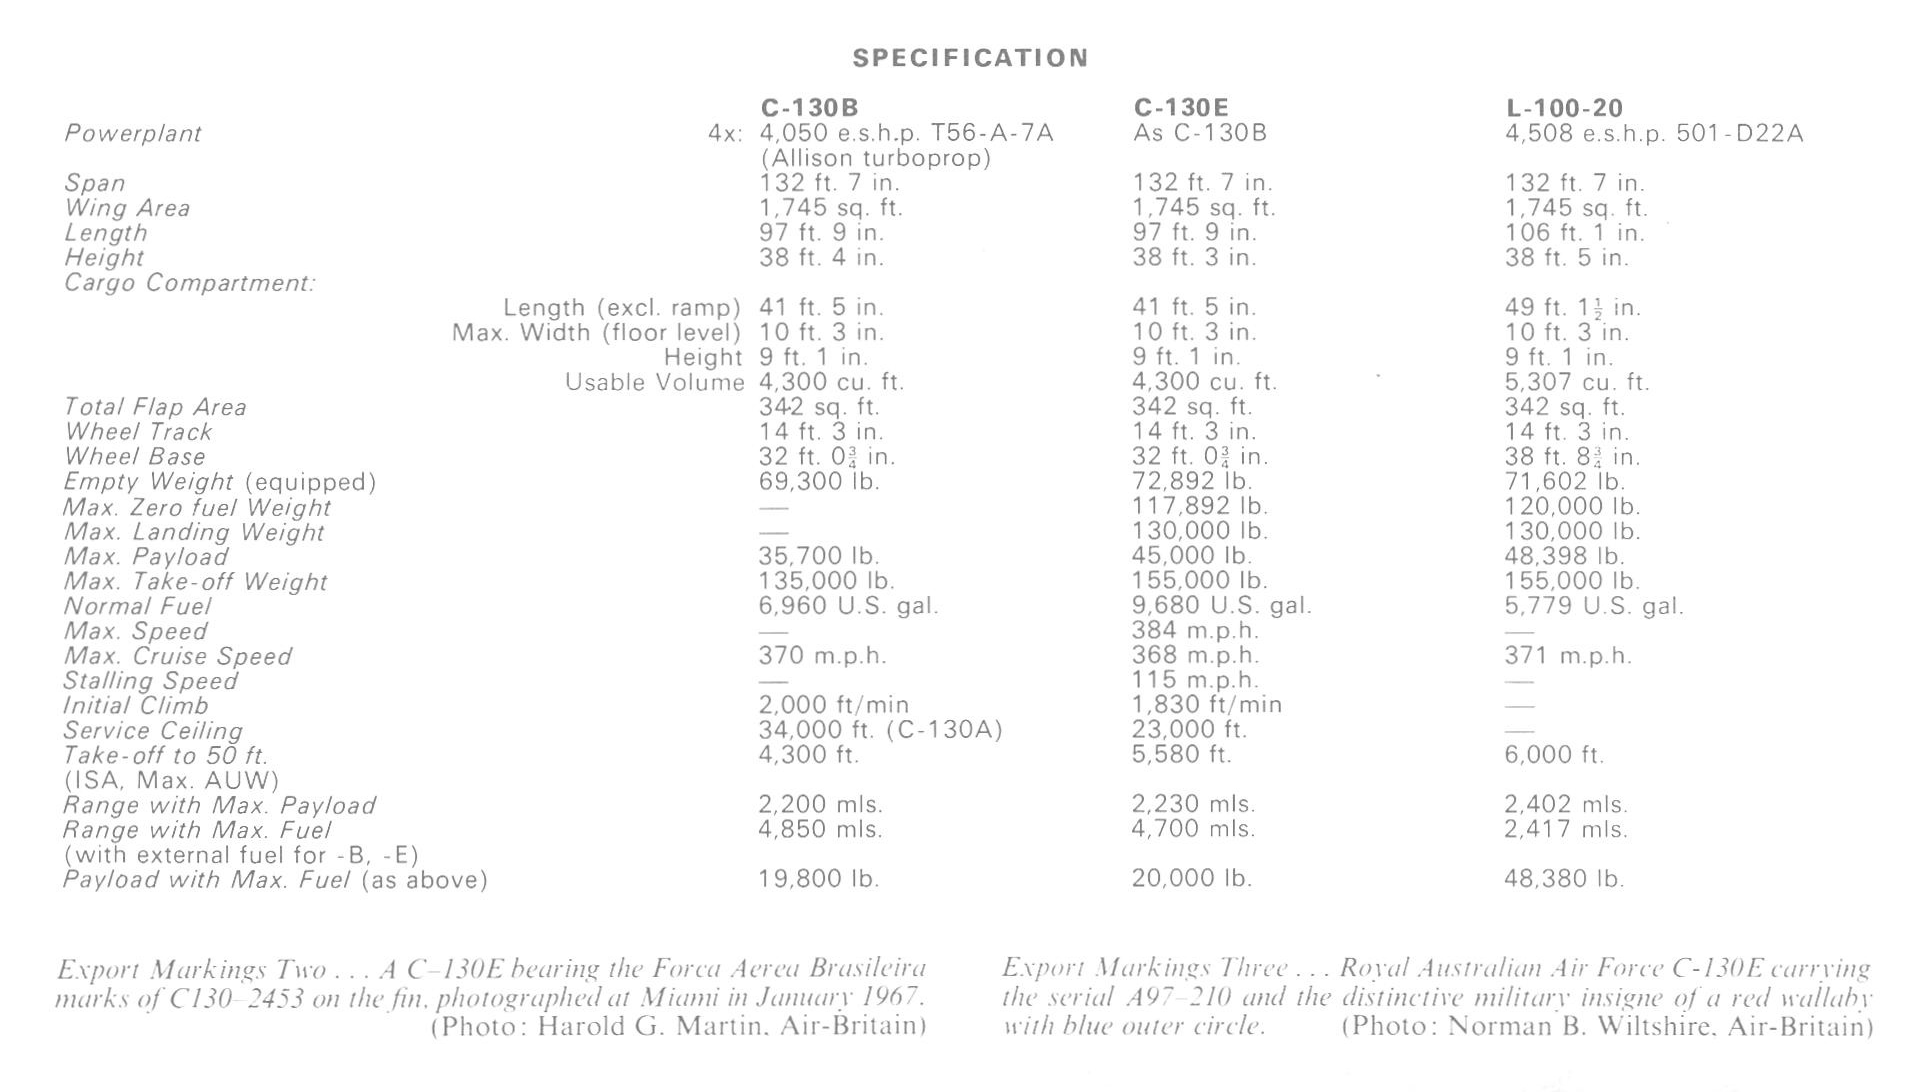 SPECIFICATION
C-130B C-130E L-100-20
Powerplant 4x: 4,050 e.s.h.p. T56-A-7A As C-130B 4,508 e.s.h.p. 501-D22A
(Allison turboprop)
Span 132 ft. 7 in. 132 ft. 7 in. 132 ft. 7 in.
Wing Area 1,745 sq. ft. 1,745 sq. ft. 1,745 sq. ft.
Length 97 ft. 9 in. 97 ft. 9 in. 106 ft. 1 in.
Height 38 ft. 4 in. 38 ft. 3 in. 38 ft. 5 in.
Cargo Compartment:
Length (excl. ramp) 41 ft. 5 in. 41 ft. 5 in. 49 ft. 1½ in.
Max. Width (floor level) 10 ft. 3 in. 10 ft. 3 in. 10 ft. 3 in.
Height 9 ft. 1 in. 9 ft. 1 in. 9 ft. 1 in.
Usable Volume 4,300 cu. ft. 4,300 cu. ft. 5,307 cu. ft.
Total Flap Area 342 sq. ft. 342 sq. ft. 342 sq. ft.
Wheel Track 14 ft. 3 in. 14 ft. 3 in. 14 ft. 3 in.
Wheel Base 32 ft. 0¾ in. 32 ft. 0¾ in. 38 ft. 8¾ in.
Empty Weight (equipped) 69,300 lb. 72,892 lb. 71,602 lb.
Max. Zero fuel Weight — 117,892 lb. 120,000 lb.
Max. Landing Weight — 130,000 lb. 130,000 lb.
Max. Payload 35,700 lb. 45,000 lb. 48,398 lb.
Max. Take-off Weight 135,000 lb. 155,000 lb. 155,000 lb.
Normal Fuel 6,960 U.S. gal. 9,680 U.S. gal. 5,779 U.S. gal.
Max. Speed — 384 m.p.h. —
Max. Cruise Speed 370 m.p.h. 368 m.p.h. 371 m.p.h.
Stalling Speed — 115 m.p.h. —
Initial Climb 2,000 ft/min 1,830 ft/min —
Service Ceiling 34,000 ft. (C-130A) 23,000 ft. —
Take-off to 50 ft. 4,300 ft. 5,580 ft. 6,000 ft.
(ISA, Max. AUW)
Range with Max. Payload 2,200 mls. 2,230 mls. 2,402 mls.
Range with Max. Fuel 4,850 mls. 4,700 mls. 2,417 mls.
(with external fuel for -B, -E)
Payload with Max. Fuel (as above) 19,800 lb. 20,000 lb. 48,380 lb.
Export Markings Two . . . A C-130E bearing the Forca Aerea Brasileira
marks of C130-2453 on the fin, photographed at Miami in January 1967.
(Photo: Harold G. Martin, Air-Britain)
Export Markings Three . . . Royal Australian Air Force C-130E carrying
the serial A97-210 and the distinctive military insigne of a red wallaby
with blue outer circle. (Photo: Norman B. Wiltshire, Air-Britain)